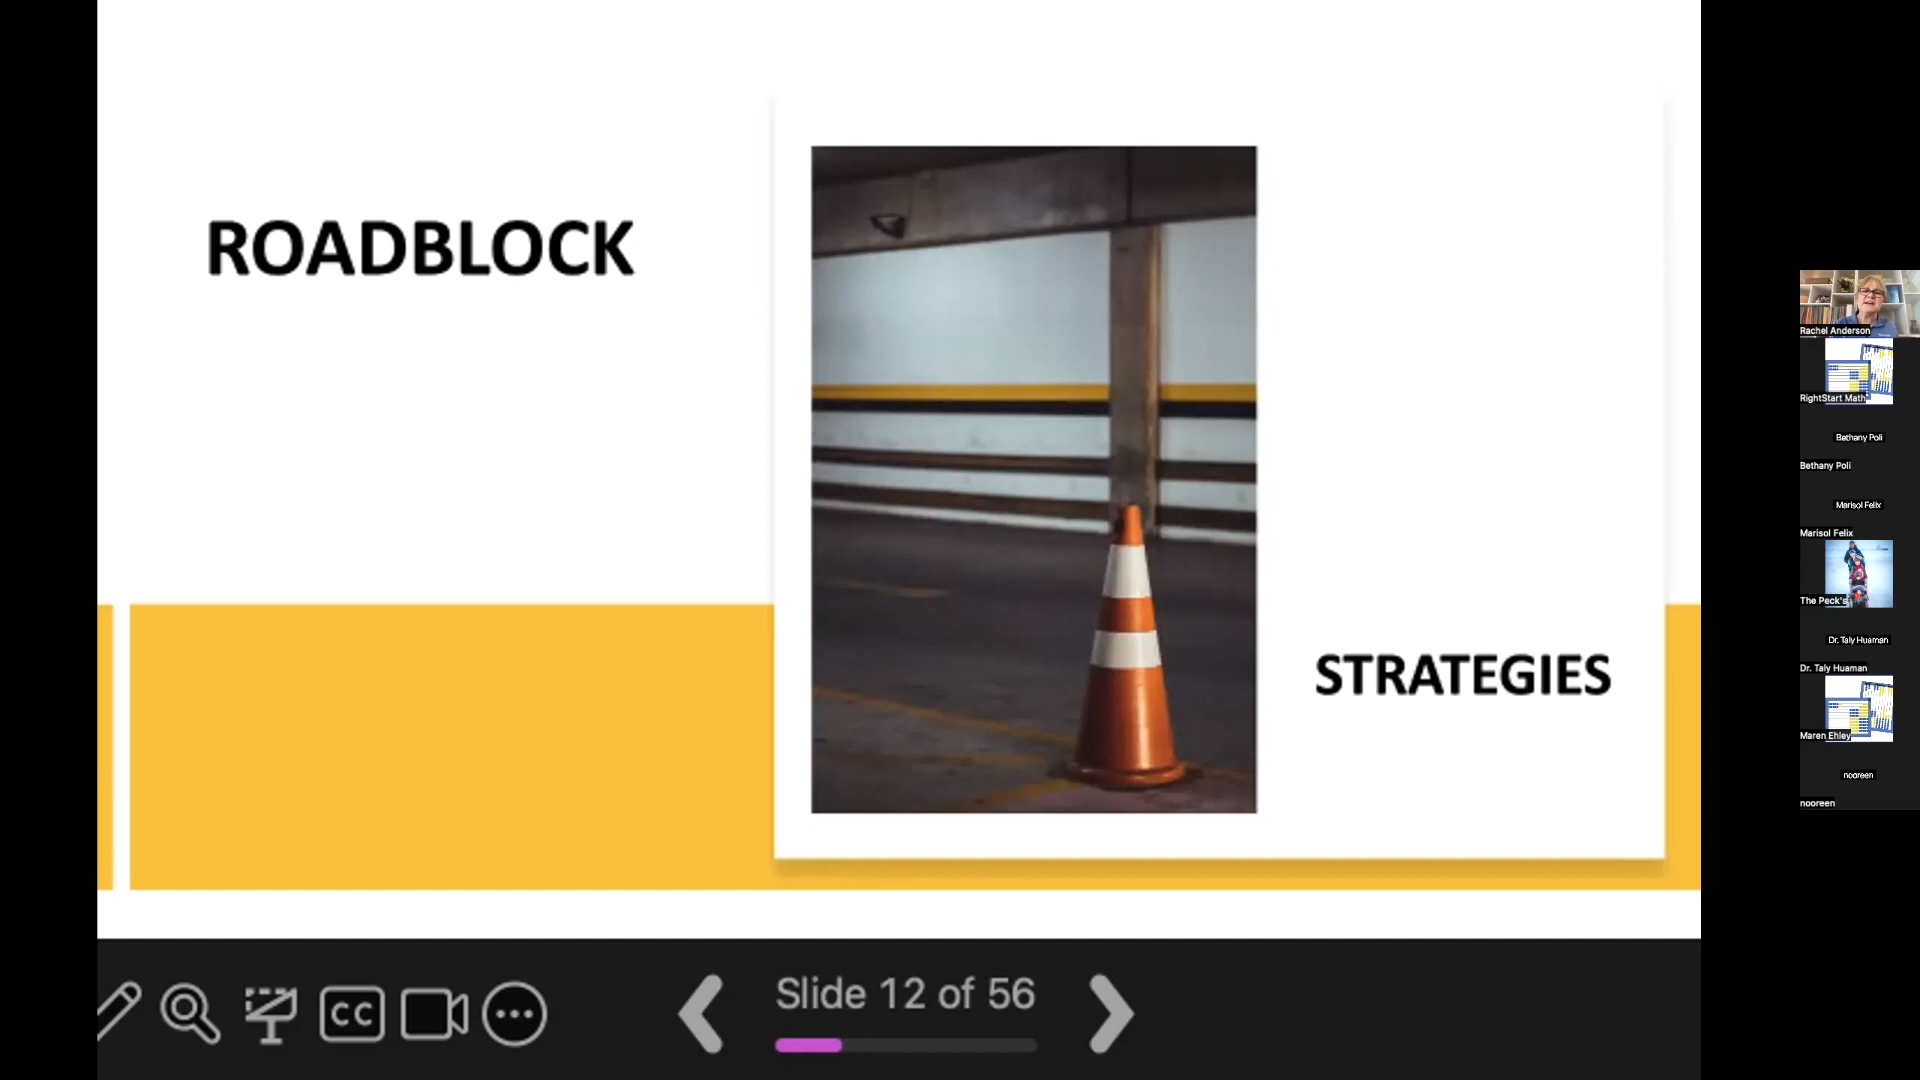 ROADBLOCK
STRATEGIES
CC
Slide 12 of 56
Rachel Anderson
RightStart Math
Bethany Poli
Bethany Poli
Marisol Felix
Marisol Felix
The Peck's
Dr. Taly Huaman
Dr. Taly Huaman
Maren Ehley
nooreen
nooreen